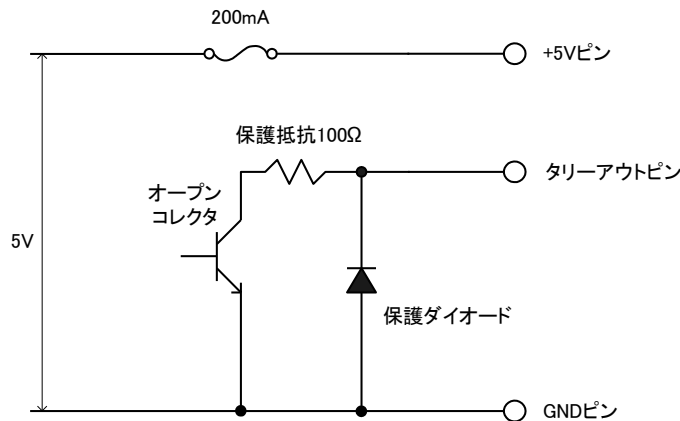 200mA
+5Vピン
保護抵抗100Ω
タリーアウトピン
オープン
コレクタ
5V
保護ダイオード
GNDピン